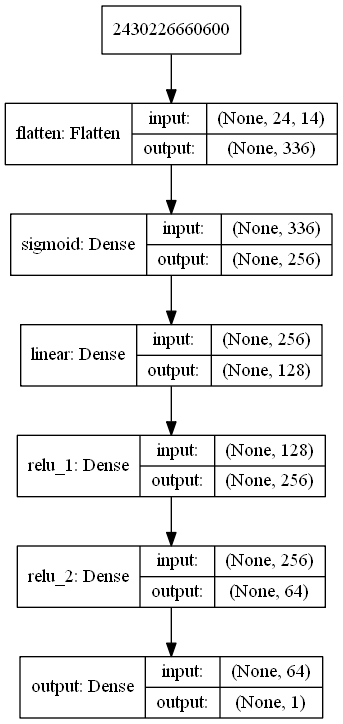 2430226660600
flatten: Flatten
input: (None, 24, 14)
output: (None, 336)
sigmoid: Dense
input: (None, 336)
output: (None, 256)
linear: Dense
input: (None, 256)
output: (None, 128)
relu_1: Dense
input: (None, 128)
output: (None, 256)
relu_2: Dense
input: (None, 256)
output: (None, 64)
output: Dense
input: (None, 64)
output: (None, 1)